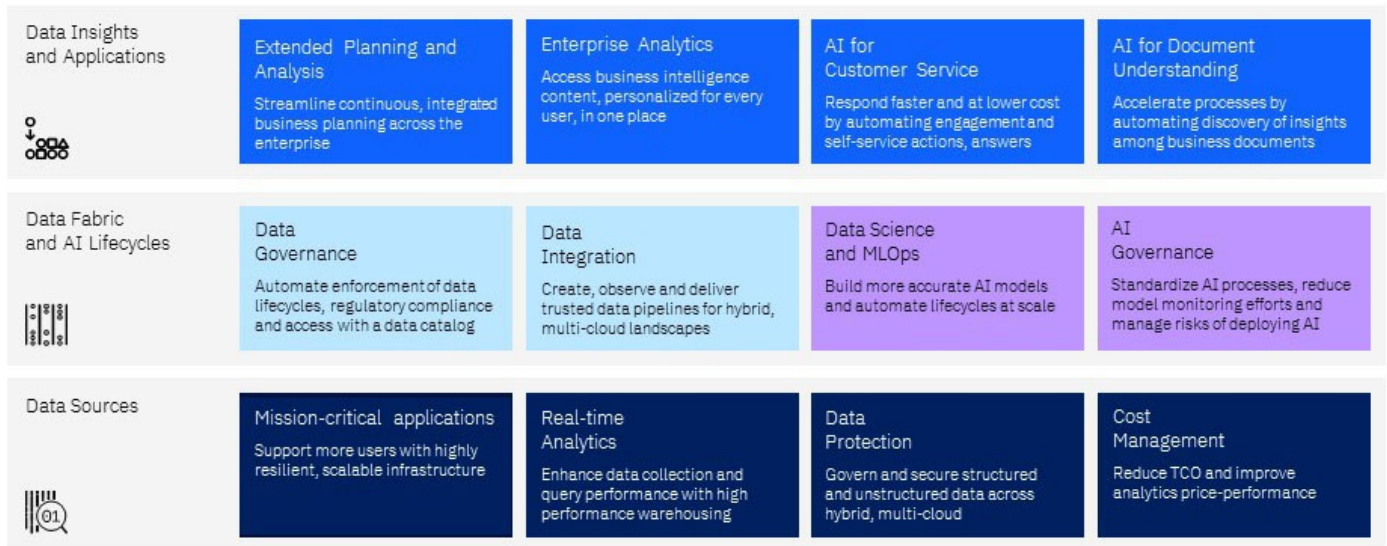 Data Insights
and Applications
Extended Planning and
Analysis
Streamline continuous, integrated
business planning across the
enterprise
Enterprise Analytics
Access business intelligence
content, personalized for every
user, in one place
AI for
Customer Service
Respond faster and at lower cost
by automating engagement and
self-service actions, answers
AI for Document
Understanding
Accelerate processes by
automating discovery of insights
among business documents
Data Fabric
and AI Lifecycles
Data
Governance
Automate enforcement of data
lifecycles, regulatory compliance
and access with a data catalog
Data
Integration
Create, observe and deliver
trusted data pipelines for hybrid,
multi-cloud landscapes
Data Science
and MLOps
Build more accurate AI models
and automate lifecycles at scale
AI
Governance
Standardize AI processes, reduce
model monitoring efforts and
manage risks of deploying AI
Data Sources
01
Mission-critical applications
Support more users with highly
resilient, scalable infrastructure
Real-time
Analytics
Enhance data collection and
query performance with high
performance warehousing
Data
Protection
Govern and secure structured
and unstructured data across
hybrid, multi-cloud
Cost
Management
Reduce TCO and improve
analytics price-performance